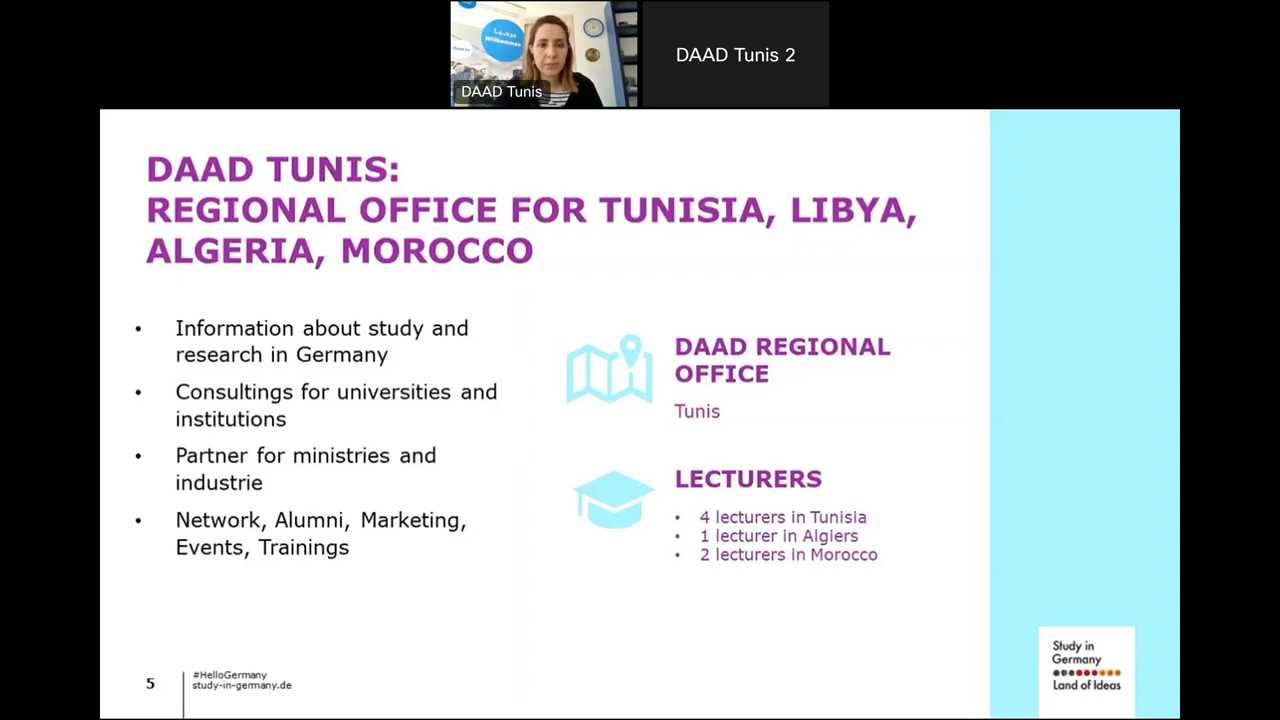 مرحبا
Willkommen
DAAD Tunis
DAAD Tunis 2
DAAD TUNIS:
REGIONAL OFFICE FOR TUNISIA, LIBYA,
ALGERIA, MOROCCO
• Information about study and
research in Germany
• Consultings for universities and
institutions
• Partner for ministries and
industrie
• Network, Alumni, Marketing,
Events, Trainings
DAAD REGIONAL
OFFICE
Tunis
LECTURERS
• 4 lecturers in Tunisia
• 1 lecturer in Algiers
• 2 lecturers in Morocco
5
#HelloGermany
study-in-germany.de
Study in
Germany
Land of Ideas